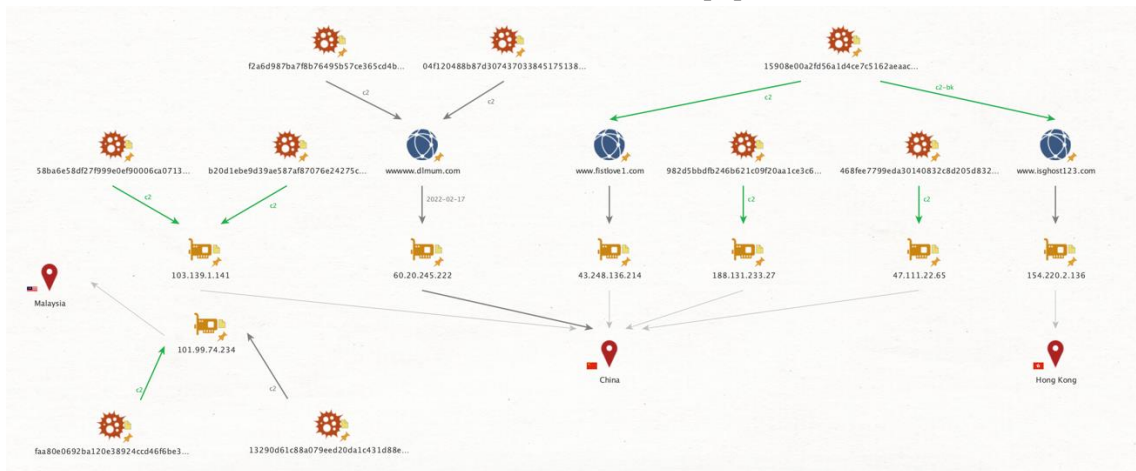 f2a6d987ba7f8b76495b57ce365cd4b...
04f120488b87d307437033845175138...
15908e00a2fd56a1d4ce7c5162aeaac...
c2
c2
c2
c2-bk
58ba6e58df27f999e0ef90006ca0713...
b20d1ebe9d39ae587af87076e24275c...
wwwww.dlmum.com
www.fistlove1.com
982d5bbdfb246b621c09f20aa1ce3c6...
468fee7799eda30140832c8d205d832...
www.isghost123.com
c2
c2
2022-02-17
c2
c2
103.139.1.141
60.20.245.222
43.248.136.214
188.131.233.27
47.111.22.65
154.220.2.136
Malaysia
101.99.74.234
China
Hong Kong
c2
c2
faa80e0692ba120e38924ccd46f6be3...
13290d61c88a079eed20da1c431d88e...